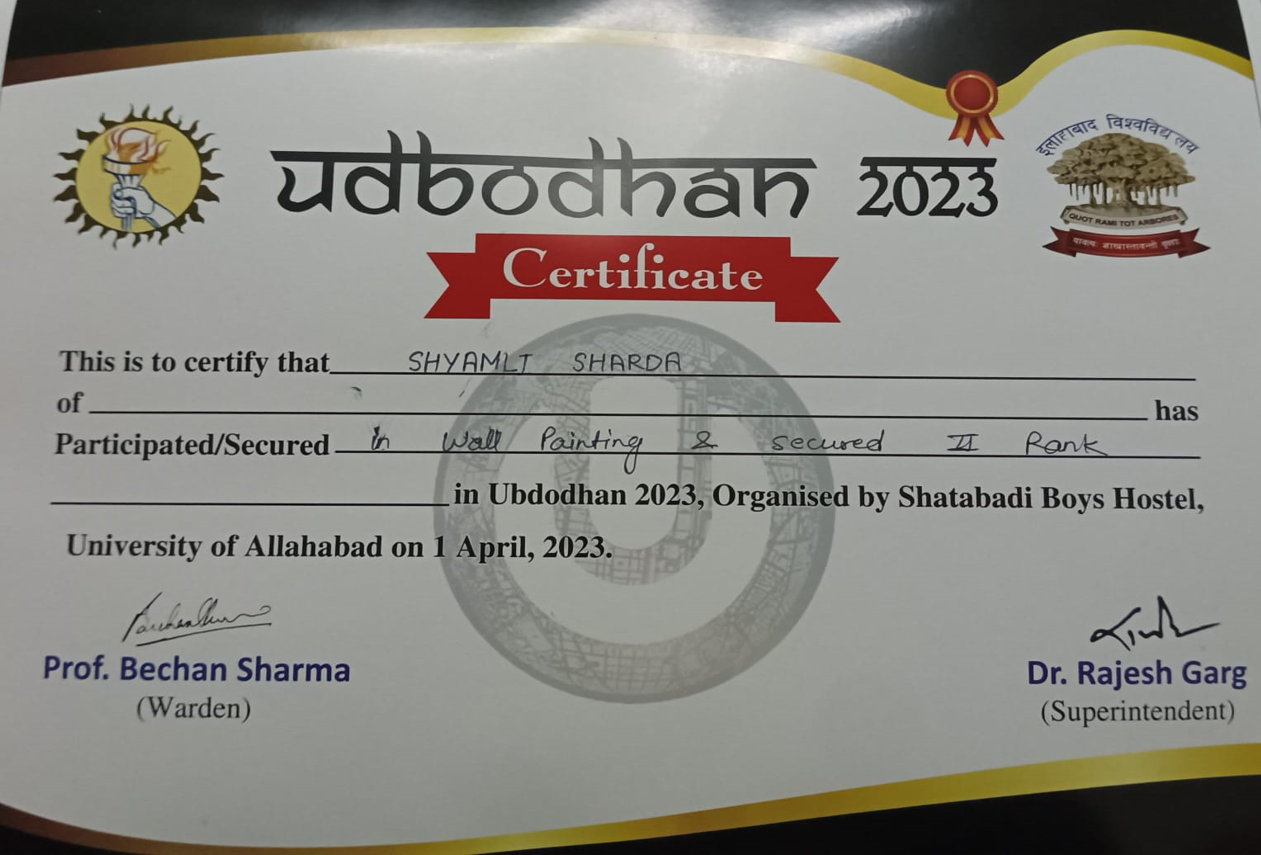 udbodhan 2023
इलाहाबाद विश्वविद्यालय
QUOT RAMI TOT ARBORES
Certificate
This is to certify that SHYAMLI SHARDA
of has
Participated/Secured in Wall Painting & secured II Rank
in Ubdodhan 2023, Organised by Shatabadi Boys Hostel,
University of Allahabad on 1 April, 2023.
Prof. Bechan Sharma
(Warden)
Dr. Rajesh Garg
(Superintendent)